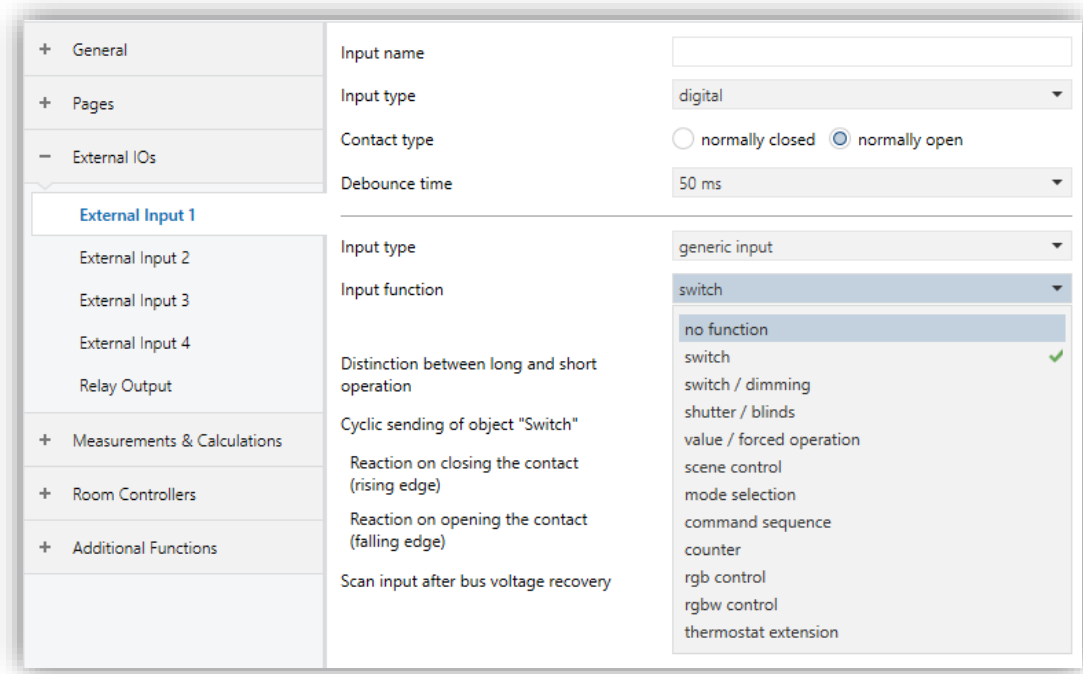 General
Pages
External IOs
External Input 1
External Input 2
External Input 3
External Input 4
Relay Output
Measurements & Calculations
Room Controllers
Additional Functions
Input name
Input type
digital
Contact type
normally closed
normally open
Debounce time
50 ms
Input type
generic input
Input function
switch
no function
switch
switch / dimming
shutter / blinds
value / forced operation
scene control
mode selection
command sequence
counter
rgb control
rgbw control
thermostat extension
Distinction between long and short
operation
Cyclic sending of object "Switch"
Reaction on closing the contact
(rising edge)
Reaction on opening the contact
(falling edge)
Scan input after bus voltage recovery